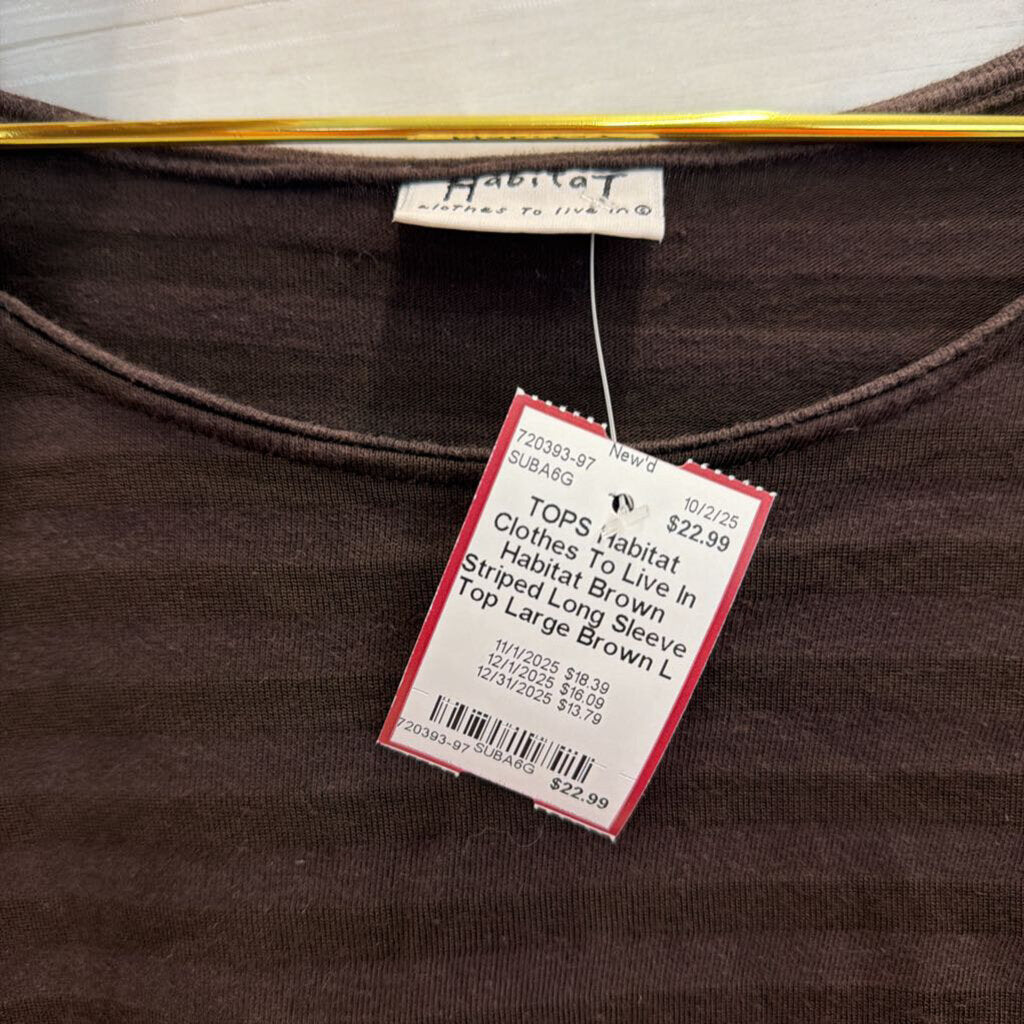 Habitat
clothes to live in
720393-97
New'd
SUBA6G
10/2/25
$22.99
TOPS Habitat
Clothes To Live In
Habitat Brown
Striped Long Sleeve
Top Large Brown L
11/1/2025 $18.39
12/1/2025 $16.09
12/31/2025 $13.79
720393-97 SUBA6G
$22.99